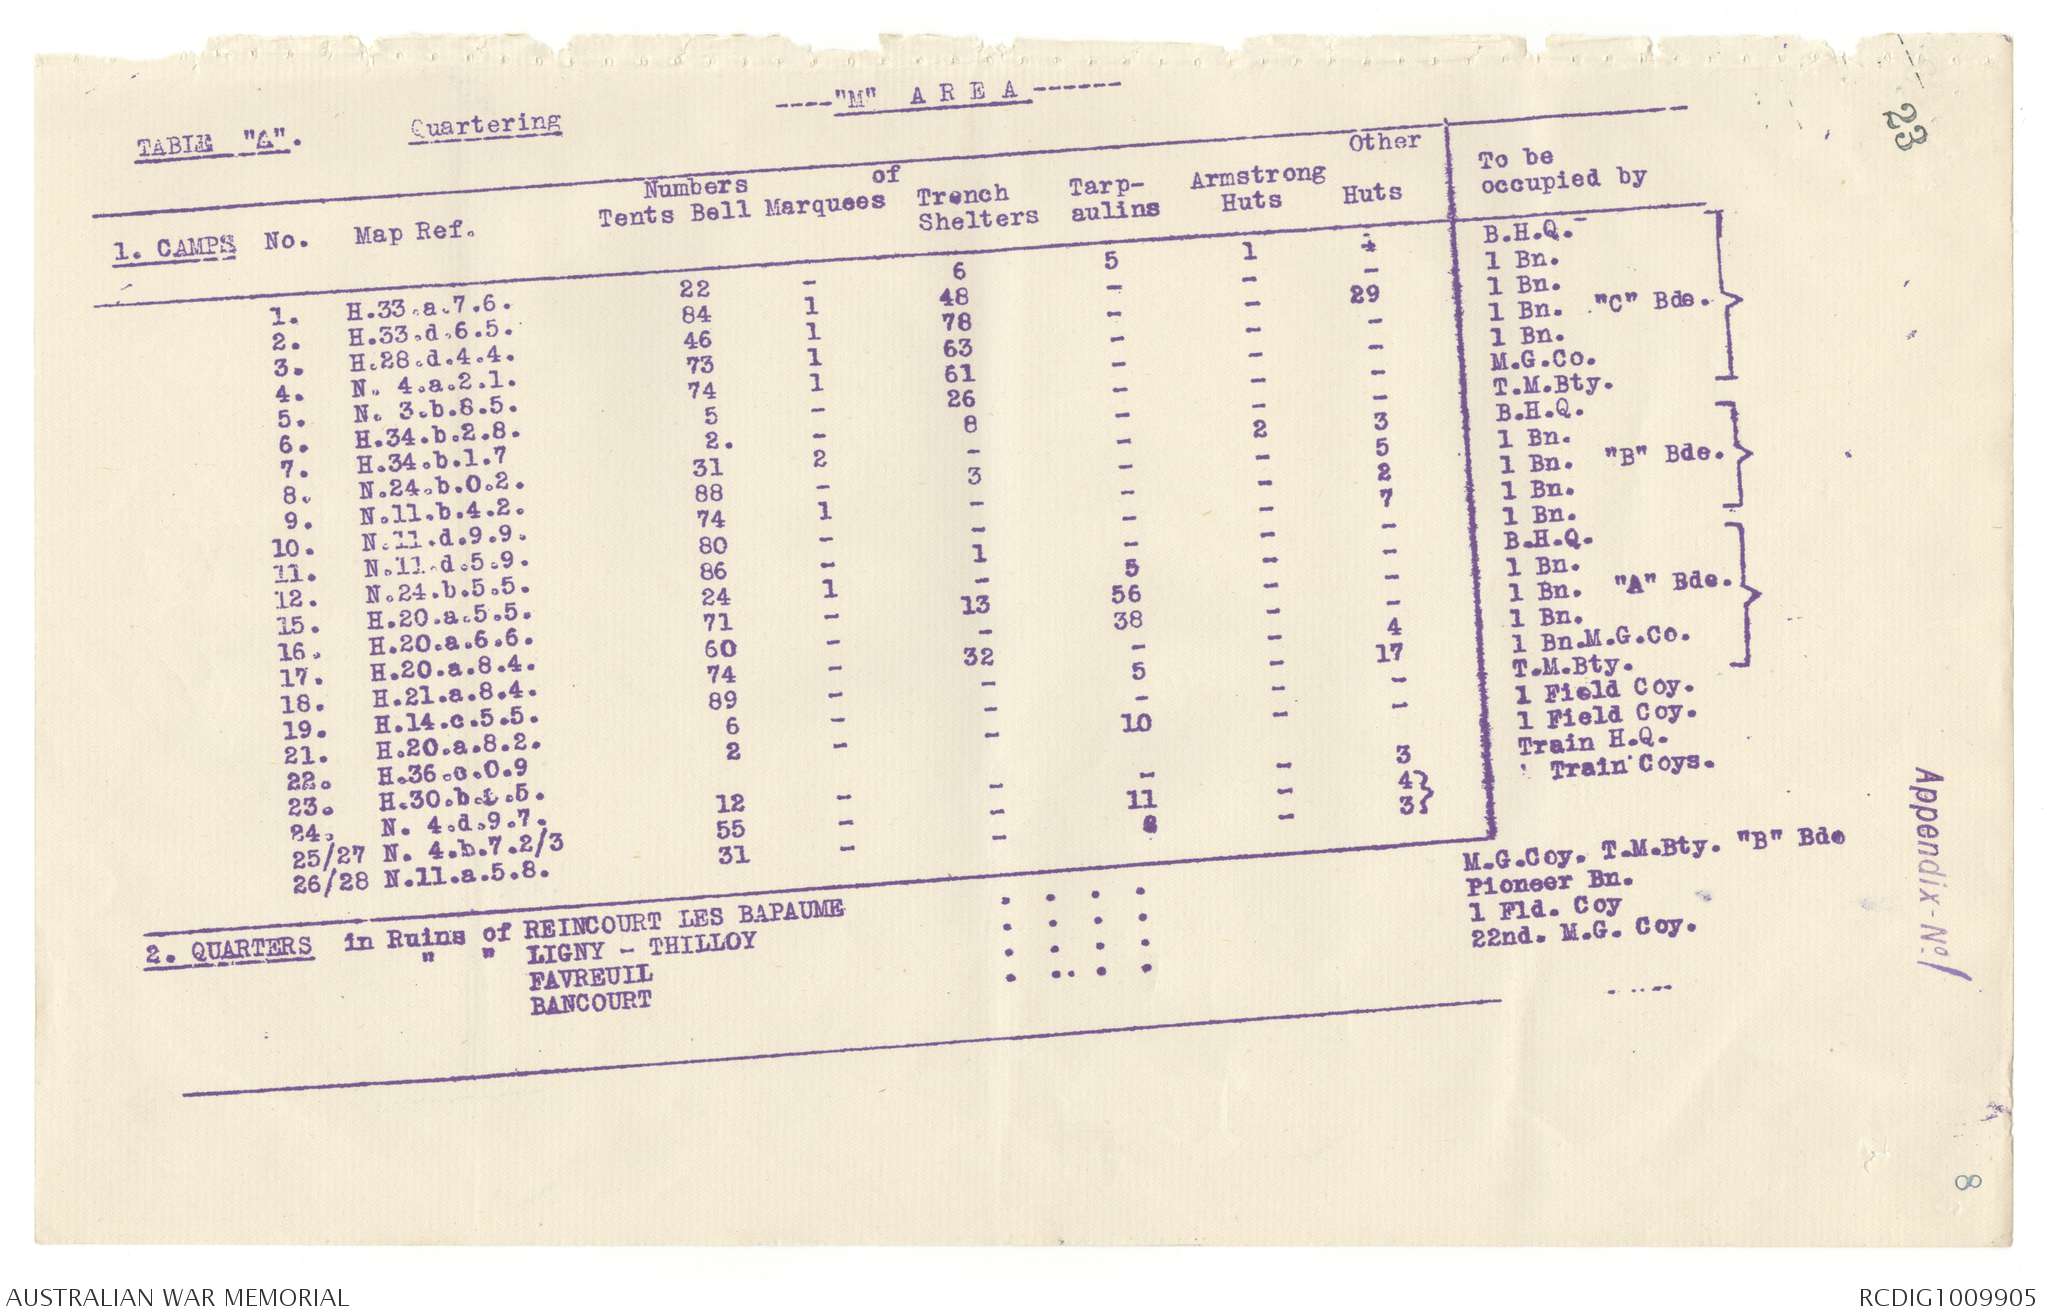 23
----"M" A R E A------
TABLE "A". Quartering
Numbers of Other
1. CAMPS No. Map Ref. Tents Bell Marquees Trench Shelters Tarp-aulins Armstrong Huts Huts To be occupied by
1. H.33.a.7.6. 22 - 6 5 1 4 B.H.Q.
2. H.33.d.6.5. 84 1 48 - - - 1 Bn.
3. H.28.d.4.4. 46 1 78 - - 29 1 Bn.
4. N. 4.a.2.1. 73 1 63 - - - 1 Bn. "C" Bde.
5. N. 3.b.8.5. 74 1 61 - - - 1 Bn.
6. H.34.b.2.8. 5 - 26 - - - M.G.Co.
7. H.34.b.1.7 2. - 8 - - - T.M.Bty.
8. N.24.b.0.2. 31 2 - - 2 3 B.H.Q.
9. N.11.b.4.2. 88 - 3 - - 5 1 Bn.
10. N.11.d.9.9. 74 1 - - - 2 1 Bn. "B" Bde.
11. N.11.d.5.9. 80 - - - - 7 1 Bn.
12. N.24.b.5.5. 86 - 1 - - - 1 Bn.
15. H.20.a.5.5. 24 1 - 5 - - B.H.Q.
16. H.20.a.6.6. 71 - 13 56 - - 1 Bn.
17. H.20.a.8.4. 60 - - 38 - - 1 Bn. "A" Bde.
18. H.21.a.8.4. 74 - 32 - - 4 1 Bn.
19. H.14.c.5.5. 89 - - 5 - 17 1 Bn.M.G.Co.
21. H.20.a.8.2. 6 - - - - - T.M.Bty.
22. H.36.c.0.9 2 - - 10 - - 1 Field Coy.
23. H.30.b. .5. 1 Field Coy.
24. N. 4.d.9.7. 12 - - - - 3 Train H.Q.
25/27 N. 4.b.7.2/3 55 - - 11 - 4 Train Coys.
26/28 N.11.a.5.8. 31 - - 8 - 3
2. QUARTERS in Ruins of REINCOURT LES BAPAUME . . . . M.G.Coy. T.M.Bty. "B" Bde
" " LIGNY - THILLOY . . . . Pioneer Bn.
FAVREUIL . . . . 1 Fld. Coy
BANCOURT . .. . . 22nd. M.G. Coy.
Appendix-No 1
8
AUSTRALIAN WAR MEMORIAL
RCDIG1009905